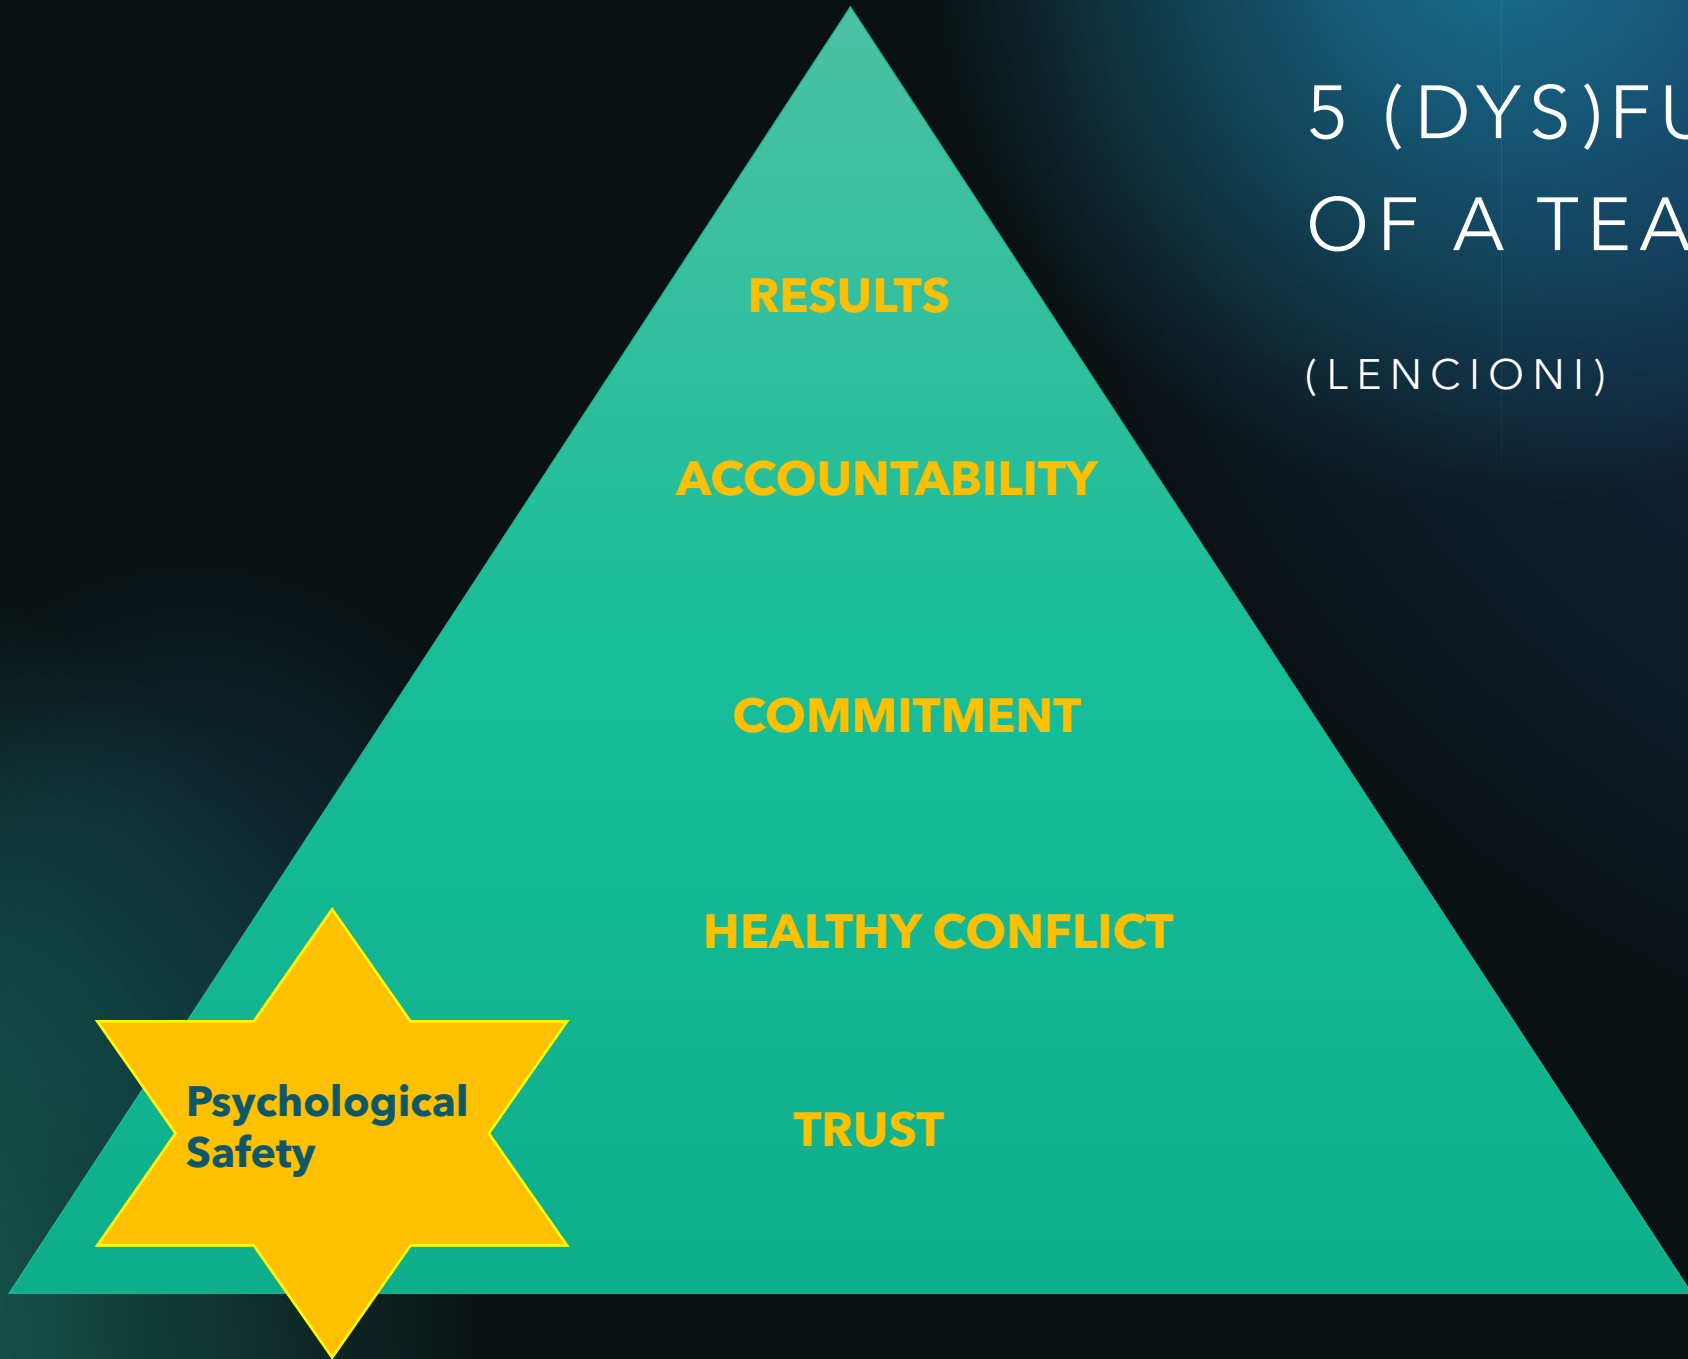 5 (DYS)FU
OF A TEA
(LENCIONI)
RESULTS
ACCOUNTABILITY
COMMITMENT
HEALTHY CONFLICT
Psychological
Safety
TRUST